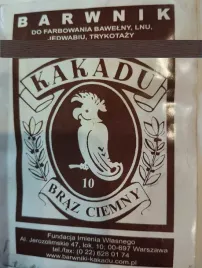 BARWNIK
DO FARBOWANIA BAWEŁNY, LNU,
JEDWABIU, TRYKOTAŻY
KAKADU
10
BRĄZ CIEMNY
Fundacja Imienia Własnego
Al. Jerozolimskie 47, lok. 10, 00-697 Warszawa
tel./fax: (0 22) 628 01 74
www.barwniki-kakadu.com.pl